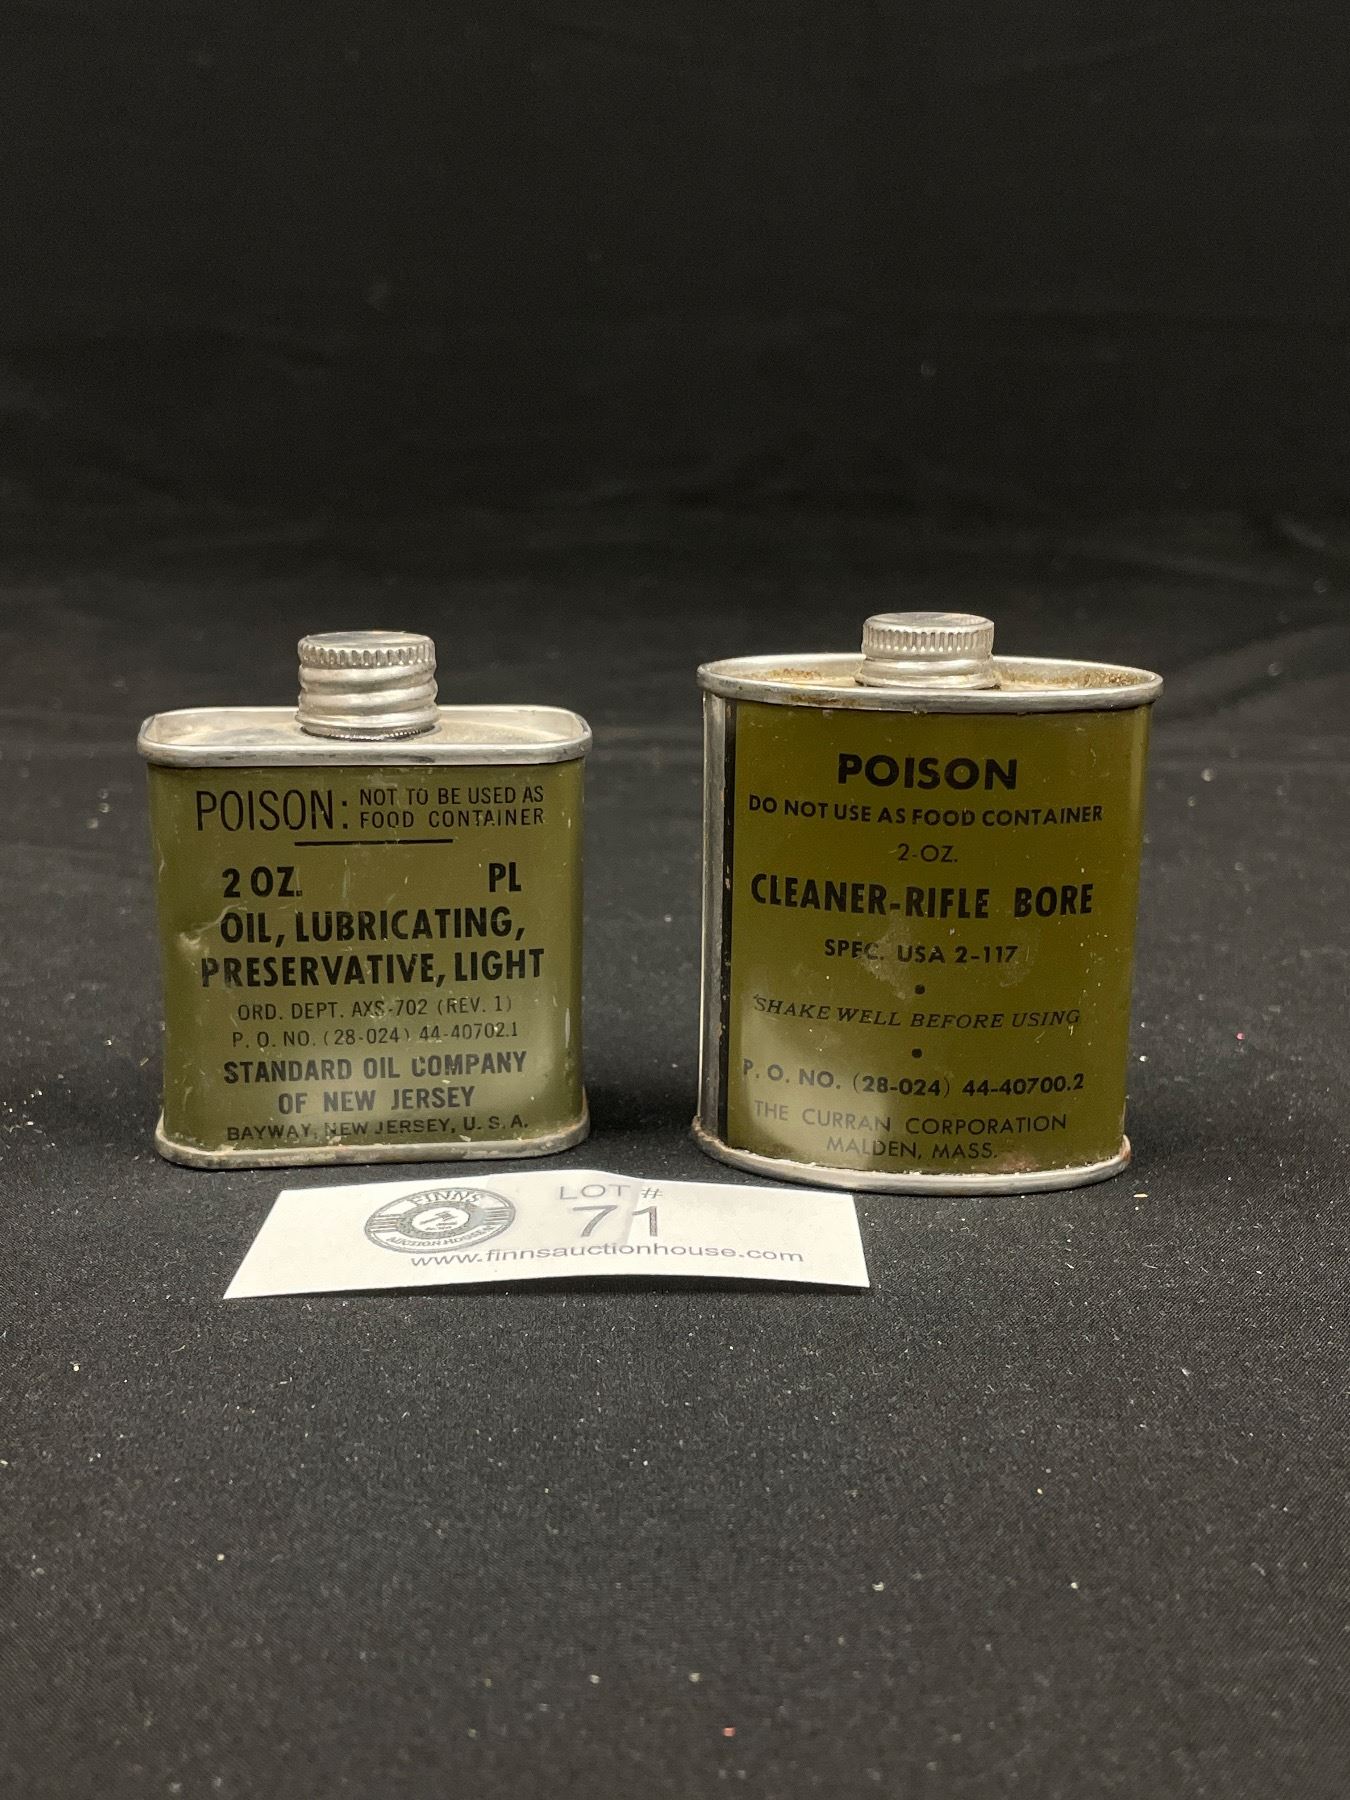 POISON: NOT TO BE USED AS
FOOD CONTAINER
2 OZ. PL
OIL, LUBRICATING,
PRESERVATIVE, LIGHT
ORD. DEPT. AXS-702 (REV. 1)
P. O. NO. (28-024) 44-40702.1
STANDARD OIL COMPANY
OF NEW JERSEY
BAYWAY, NEW JERSEY, U. S. A.
POISON
DO NOT USE AS FOOD CONTAINER
2-OZ.
CLEANER-RIFLE BORE
SPEC. USA 2-117
SHAKE WELL BEFORE USING
P. O. NO. (28-024) 44-40700.2
THE CURRAN CORPORATION
MALDEN, MASS.
FINNS
AUCTION HOUSE
LOT #
71
www.finnsauctionhouse.com